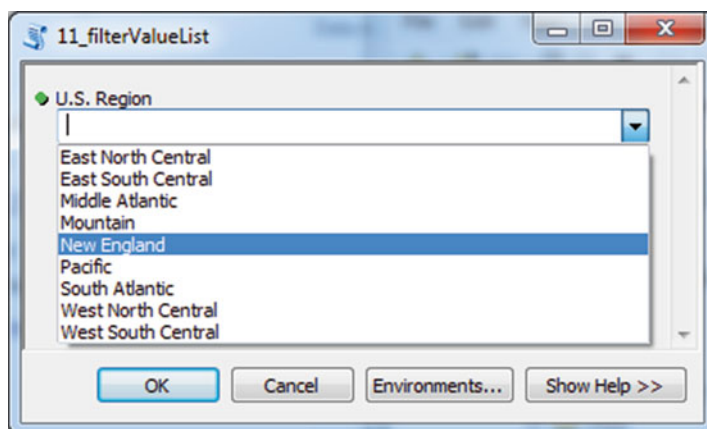 11_filterValueList
U.S. Region
East North Central
East South Central
Middle Atlantic
Mountain
New England
Pacific
South Atlantic
West North Central
West South Central
OK Cancel Environments... Show Help >>